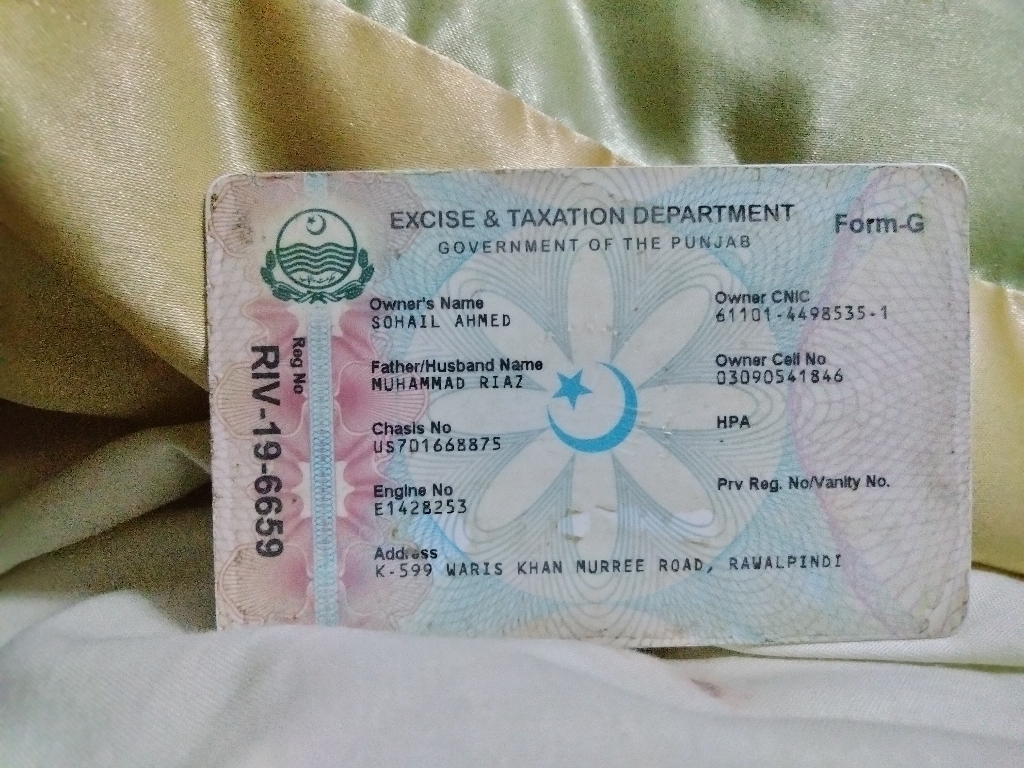 EXCISE & TAXATION DEPARTMENT
GOVERNMENT OF THE PUNJAB
Form-G
Reg No
RIV-19-6659
Owner's Name
SOHAIL AHMED
Owner CNIC
61101-4498535-1
Father/Husband Name
MUHAMMAD RIAZ
Owner Cell No
03090541846
Chasis No
US701668875
HPA
Engine No
E1428253
Prv Reg. No/Vanity No.
Address
K-599 WARIS KHAN MURREE ROAD, RAWALPINDI